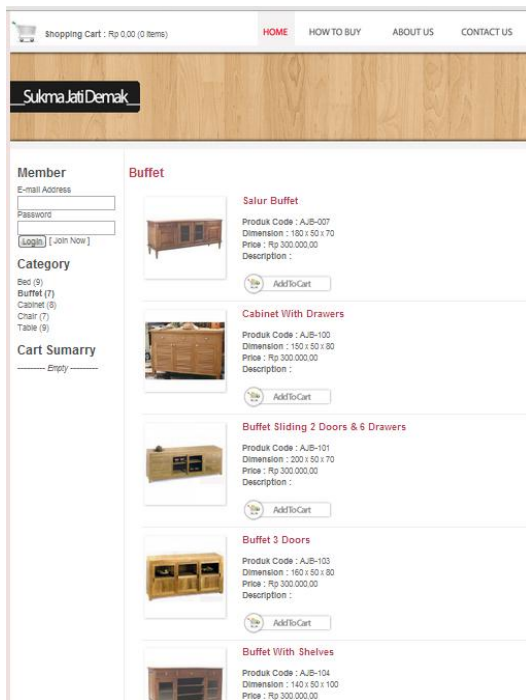 Shopping Cart : Rp 0,00 (0 items)
HOME
HOW TO BUY
ABOUT US
CONTACT US
Sukma Jati Demak
Member
E-mail Address
Password
Login [ Join Now ]
Category
Bed (9)
Buffet (7)
Cabinet (8)
Chair (7)
Table (9)
Cart Sumarry
---------- Empty ----------
Buffet
Salur Buffet
Produk Code : AJB-007
Dimension : 180 x 50 x 70
Price : Rp 300.000,00
Description :
AddToCart
Cabinet With Drawers
Produk Code : AJB-100
Dimension : 150 x 50 x 80
Price : Rp 300.000,00
Description :
AddToCart
Buffet Sliding 2 Doors & 6 Drawers
Produk Code : AJB-101
Dimension : 200 x 50 x 70
Price : Rp 300.000,00
Description :
AddToCart
Buffet 3 Doors
Produk Code : AJB-103
Dimension : 160 x 50 x 80
Price : Rp 300.000,00
Description :
AddToCart
Buffet With Shelves
Produk Code : AJB-104
Dimension : 140 x 50 x 100
Price : Rp 300.000,00